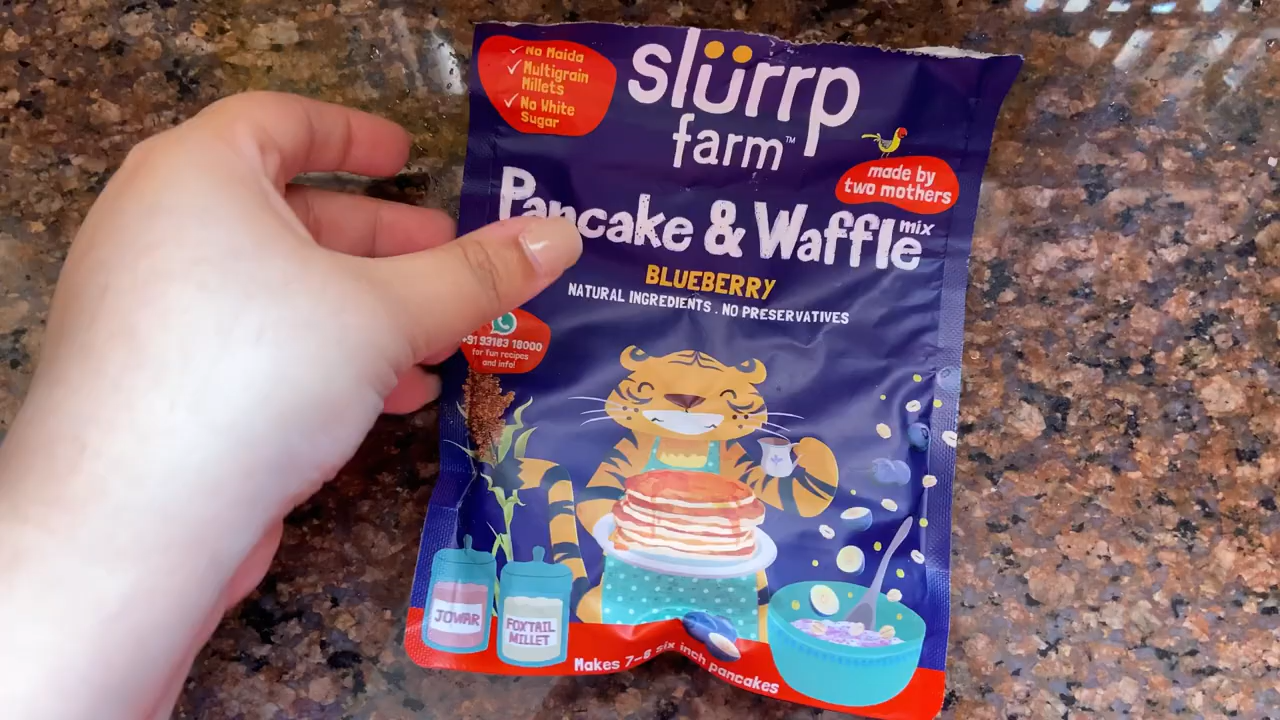 ✓ No Maida
✓ Multigrain
Millets
✓ No White
Sugar
slürrp
farm™
made by
two mothers
Pancake & Waffle mix
BLUEBERRY
NATURAL INGREDIENTS . NO PRESERVATIVES
+91 93183 18000
for fun recipes
and info!
JOWAR
FOXTAIL
MILLET
Makes 7-8 six inch pancakes